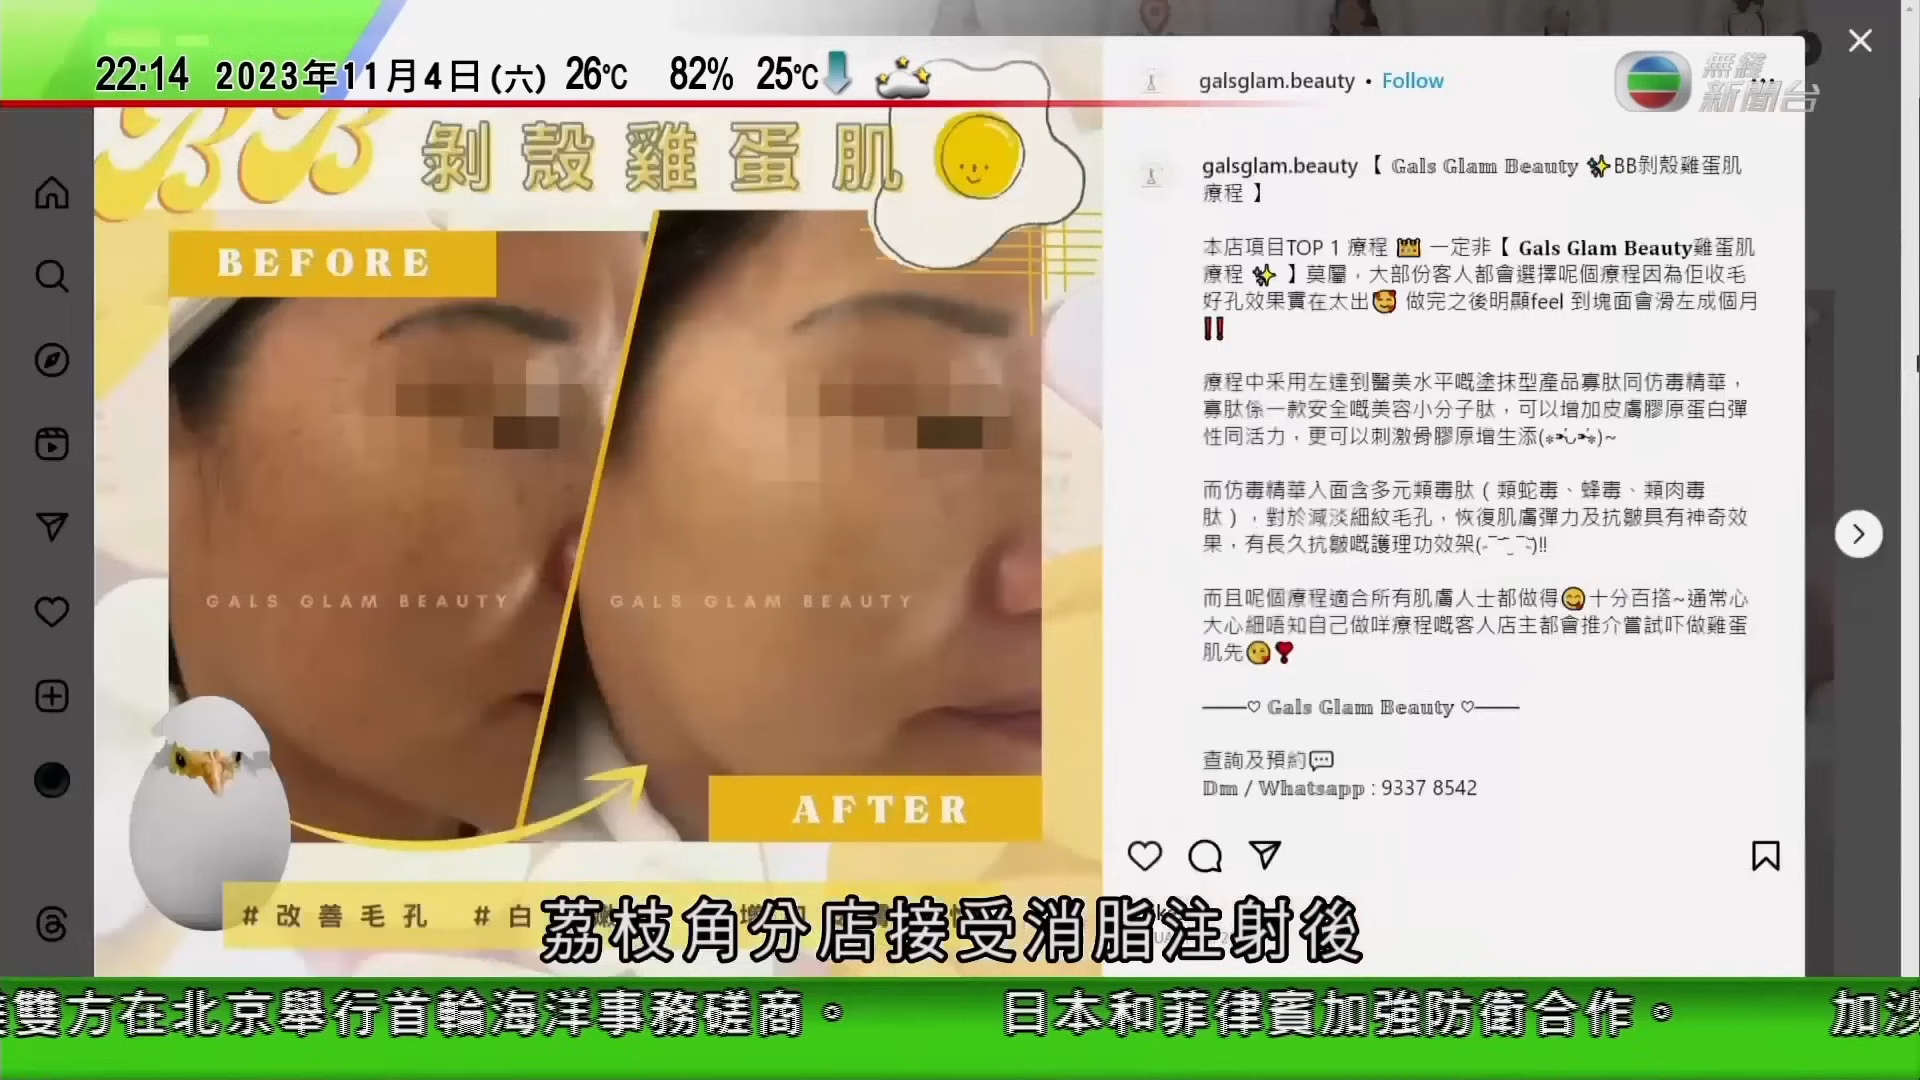 22:14 2023年11月4日(六) 26℃ 82% 25℃
無綫新聞台
galsglam.beauty • Follow
BB 剝殼雞蛋肌
BEFORE
GALS GLAM BEAUTY
GALS GLAM BEAUTY
AFTER
#改善毛孔 #白
galsglam.beauty 【 Gals Glam Beauty ✨BB剝殼雞蛋肌
療程 】
本店項目TOP 1 療程 👑 一定非【 Gals Glam Beauty雞蛋肌
療程 ✨ 】莫屬，大部份客人都會選擇呢個療程因為佢收毛
好孔效果實在太出🥰 做完之後明顯feel 到塊面會滑左成個月
‼️
療程中采用左達到醫美水平嘅塗抹型產品寡肽同仿毒精華，
寡肽係一款安全嘅美容小分子肽，可以增加皮膚膠原蛋白彈
性同活力，更可以刺激骨膠原增生添
而仿毒精華入面含多元類毒肽（類蛇毒、蜂毒、類肉毒
肽），對於減淡細紋毛孔，恢復肌膚彈力及抗皺具有神奇效
果，有長久抗皺嘅護理功效架
而且呢個療程適合所有肌膚人士都做得😋十分百搭~通常心
大心細唔知自己做咩療程嘅客人店主都會推介嘗試吓做雞蛋
肌先😘❣️
——♡ Gals Glam Beauty ♡——
查詢及預約💬
Dm / Whatsapp : 9337 8542
荔枝角分店接受消脂注射後
雙方在北京舉行首輪海洋事務磋商。 日本和菲律賓加強防衛合作。 加沙